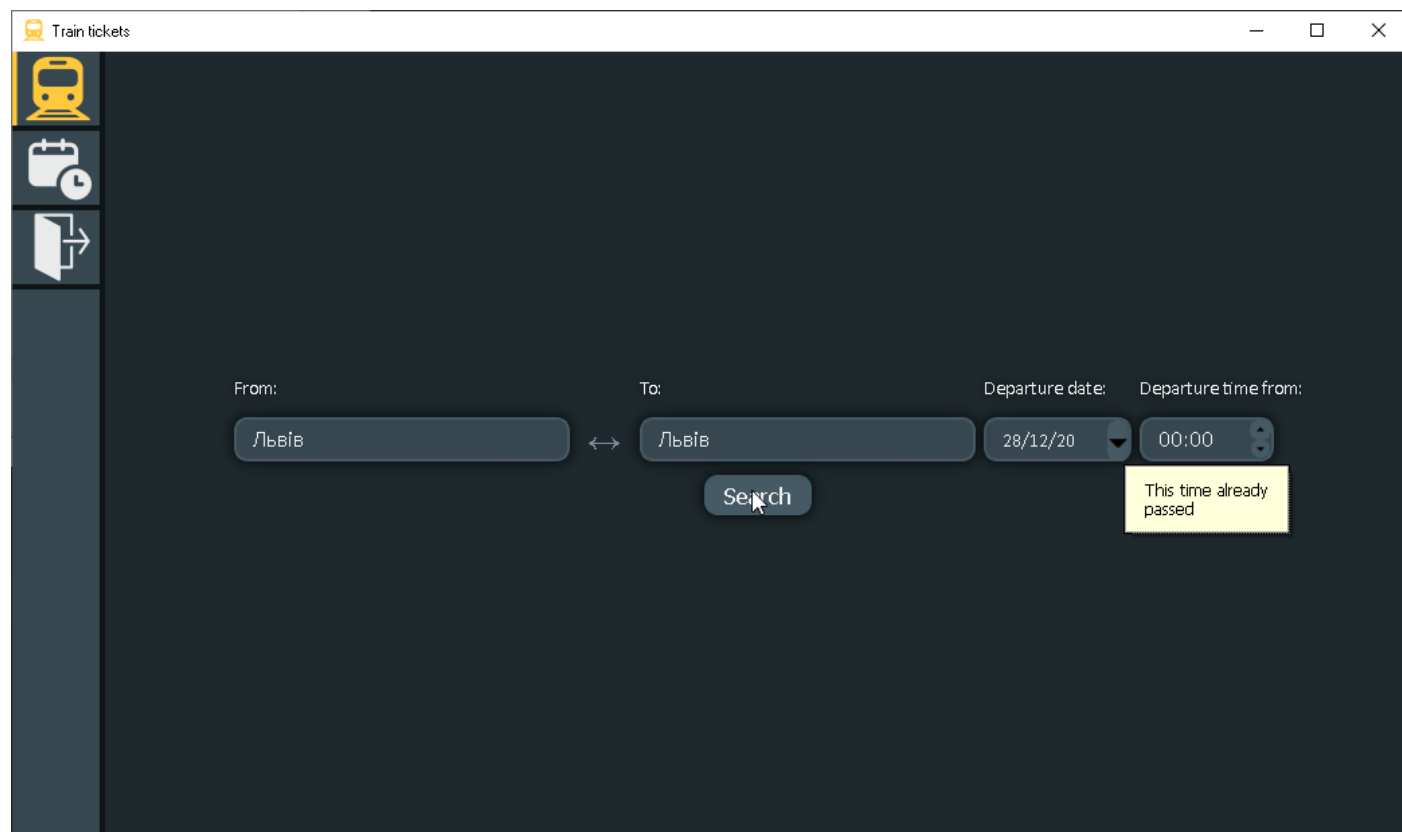 Train tickets
From:
To:
Departure date:
Departure time from:
Львів
Львів
28/12/20
00:00
Search
This time already
passed